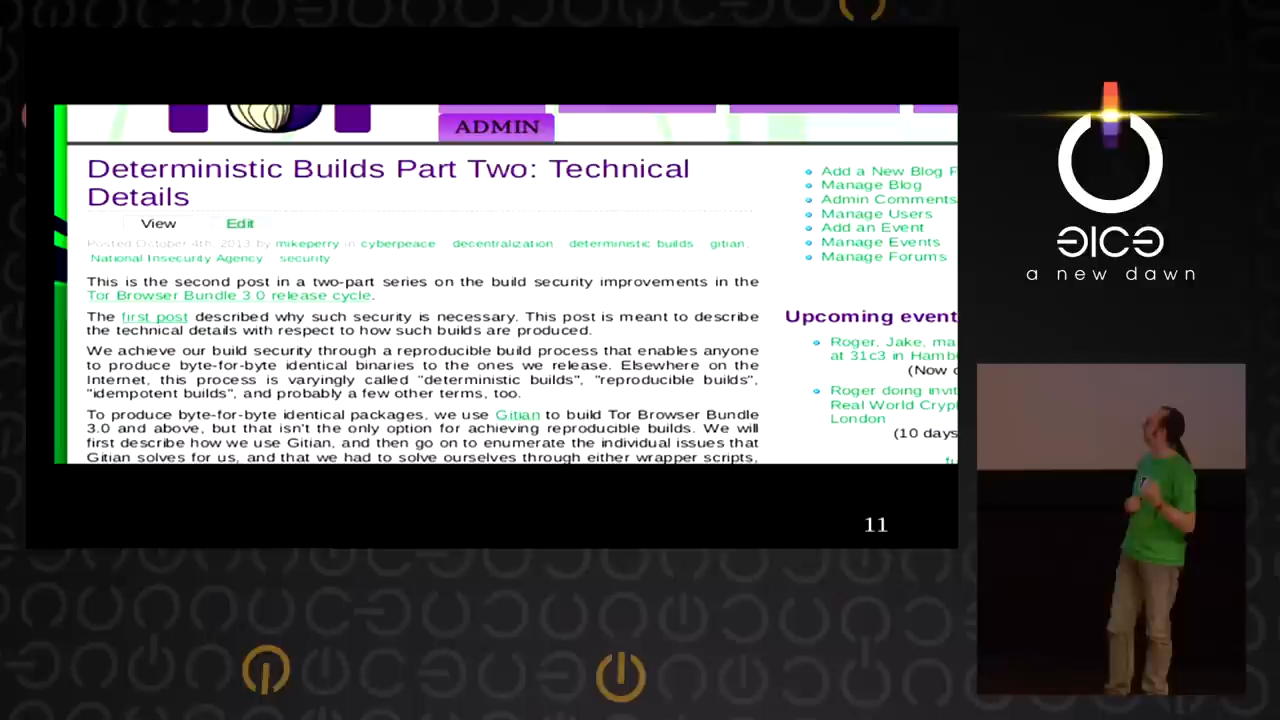 ADMIN
Deterministic Builds Part Two: Technical
Details
View Edit
Posted October 4th, 2013 by mikeperry in cyberpeace decentralization deterministic builds gitian,
National Insecurity Agency security
This is the second post in a two-part series on the build security improvements in the
Tor Browser Bundle 3.0 release cycle.
The first post described why such security is necessary. This post is meant to describe
the technical details with respect to how such builds are produced.
We achieve our build security through a reproducible build process that enables anyone
to produce byte-for-byte identical binaries to the ones we release. Elsewhere on the
Internet, this process is varyingly called "deterministic builds", "reproducible builds",
"idempotent builds", and probably a few other terms, too.
To produce byte-for-byte identical packages, we use Gitian to build Tor Browser Bundle
3.0 and above, but that isn't the only option for achieving reproducible builds. We will
first describe how we use Gitian, and then go on to enumerate the individual issues that
Gitian solves for us, and that we had to solve ourselves through either wrapper scripts,
Add a New Blog P
Manage Blog
Admin Comments
Manage Users
Add an Event
Manage Events
Manage Forums
Upcoming event
Roger, Jake, ma
at 31c3 in Hamb
(Now o
Roger doing invit
Real World Cryp
London
(10 days
fu
11
a new dawn